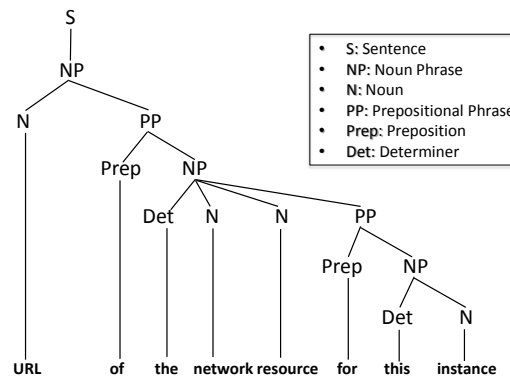 S
• S: Sentence
• NP: Noun Phrase
• N: Noun
• PP: Prepositional Phrase
• Prep: Preposition
• Det: Determiner
NP
N PP
Prep NP
Det N N PP
Prep NP
Det N
URL of the network resource for this instance